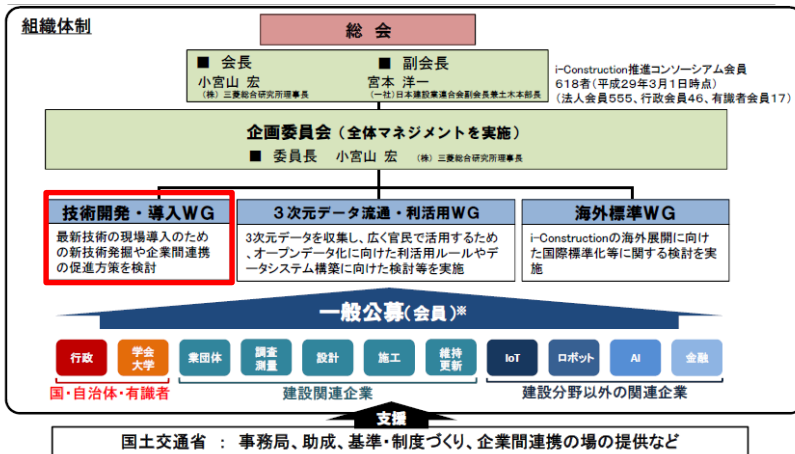 組織体制
総 会
■ 会長
小宮山 宏
(株) 三菱総合研究所理事長
■ 副会長
宮本 洋一
(一社)日本建設業連合会副会長兼土木本部長
i-Construction推進コンソーシアム会員
618者(平成29年3月1日時点)
(法人会員555、行政会員46、有識者会員17)
企画委員会(全体マネジメントを実施)
■ 委員長 小宮山 宏 (株) 三菱総合研究所理事長
技術開発・導入WG
最新技術の現場導入のため
の新技術発掘や企業間連携
の促進方策を検討
3次元データ流通・利活用WG
3次元データを収集し、広く官民で活用するため
、オープンデータ化に向けた利活用ルールやデ
ータシステム構築に向けた検討等を実施
海外標準WG
i-Constructionの海外展開に向け
た国際標準化等に関する検討を実
施
一般公募(会員)※
行政
学会
大学
業団体
調査
測量
設計
施工
維持
更新
IoT
ロボット
AI
金融
国・自治体・有識者
建設関連企業
建設分野以外の関連企業
支援
国土交通省 : 事務局、助成、基準・制度づくり、企業間連携の場の提供など